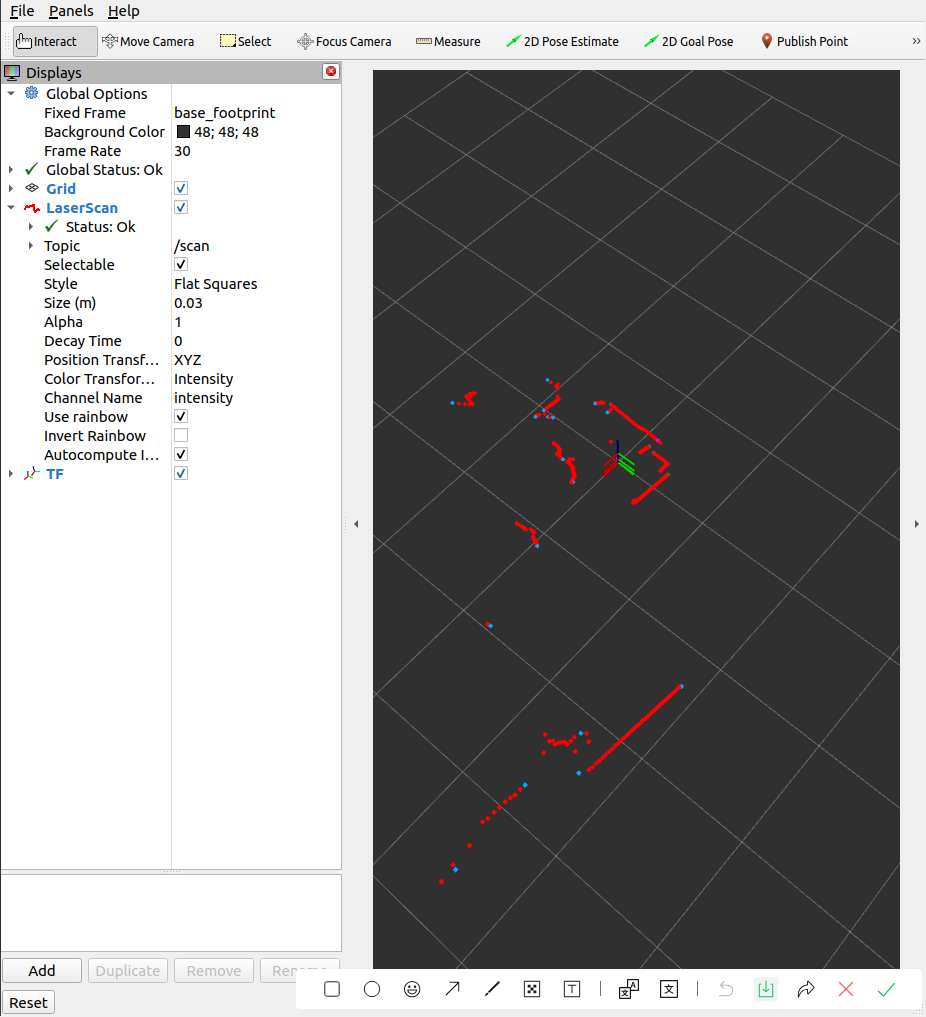 File Panels Help
Interact Move Camera Select Focus Camera Measure 2D Pose Estimate 2D Goal Pose Publish Point
Displays
Global Options
Fixed Frame base_footprint
Background Color 48; 48; 48
Frame Rate 30
Global Status: Ok
Grid
LaserScan
Status: Ok
Topic /scan
Selectable
Style Flat Squares
Size (m) 0.03
Alpha 1
Decay Time 0
Position Transf...  XYZ
Color Transfor... Intensity
Channel Name intensity
Use rainbow
Invert Rainbow
Autocompute I...
TF
Add Duplicate Remove
Reset